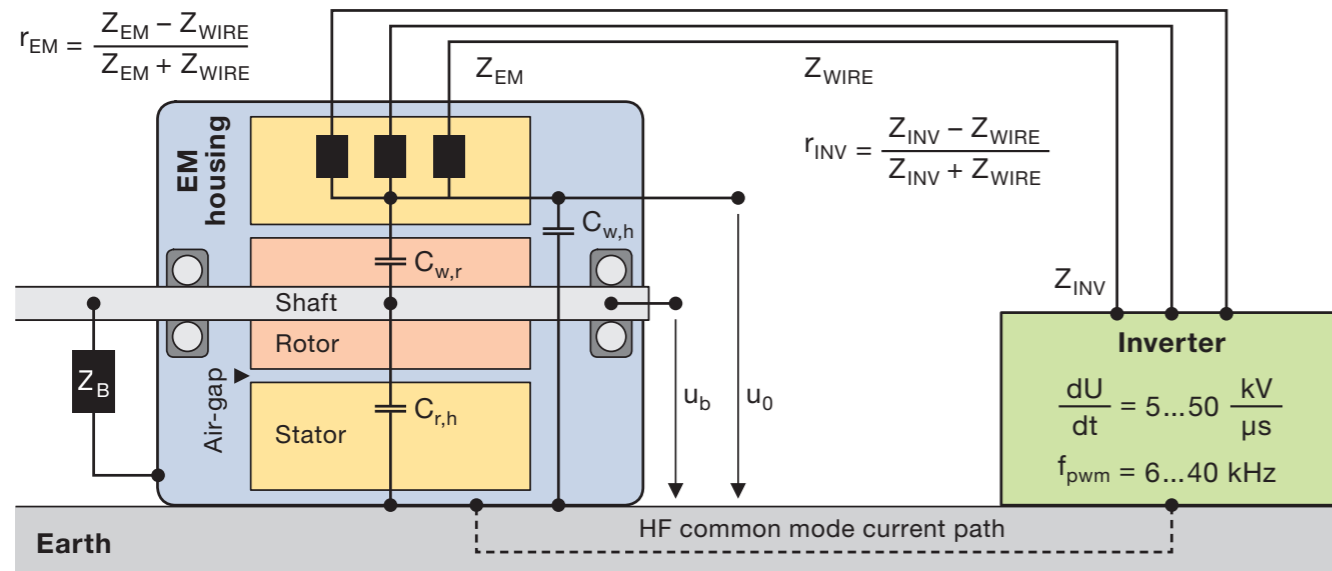 r_EM = (Z_EM – Z_WIRE) / (Z_EM + Z_WIRE)
Z_EM
Z_WIRE
EM
housing
r_INV = (Z_INV – Z_WIRE) / (Z_INV + Z_WIRE)
C_w,h
C_w,r
Z_INV
Shaft
Rotor
Inverter
Z_B
Air-gap
C_r,h
u_b
u_0
dU/dt = 5...50 kV/µs
Stator
f_pwm = 6...40 kHz
HF common mode current path
Earth